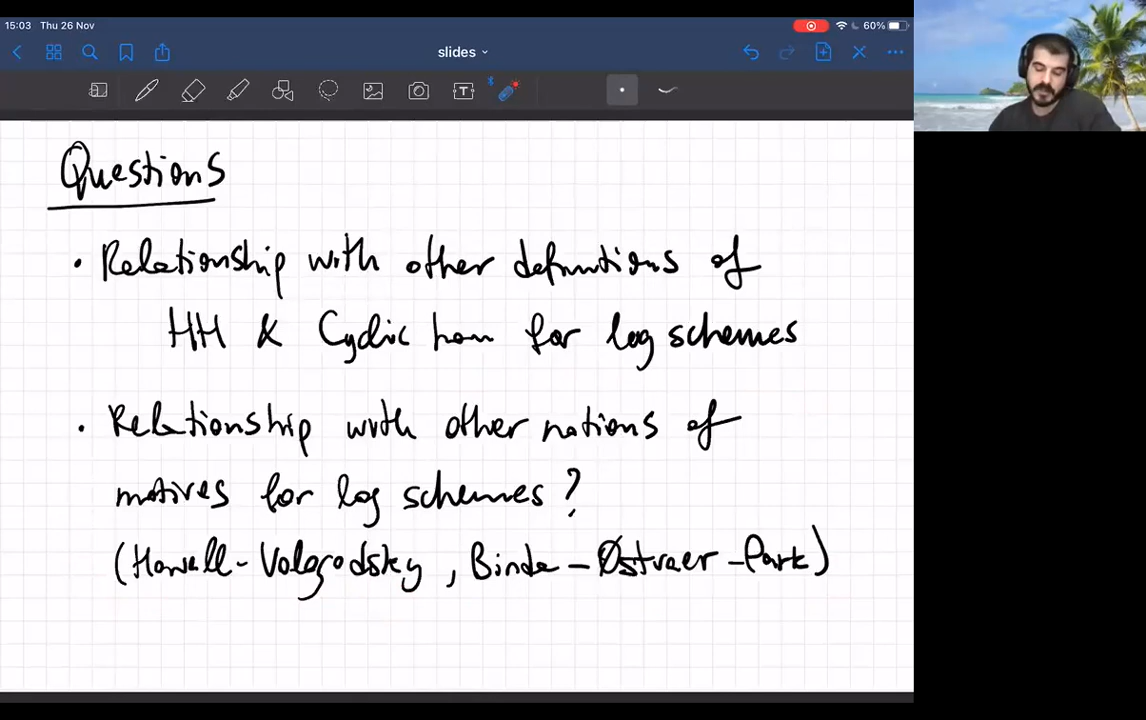 15:03 Thu 26 Nov
60%
slides
Questions
• Relationship with other definitions of
HH & Cyclic hom for log schemes
• Relationship with other notions of
motives for log schemes?
(Howell-Vologodsky, Binda-Østvaer-Park)